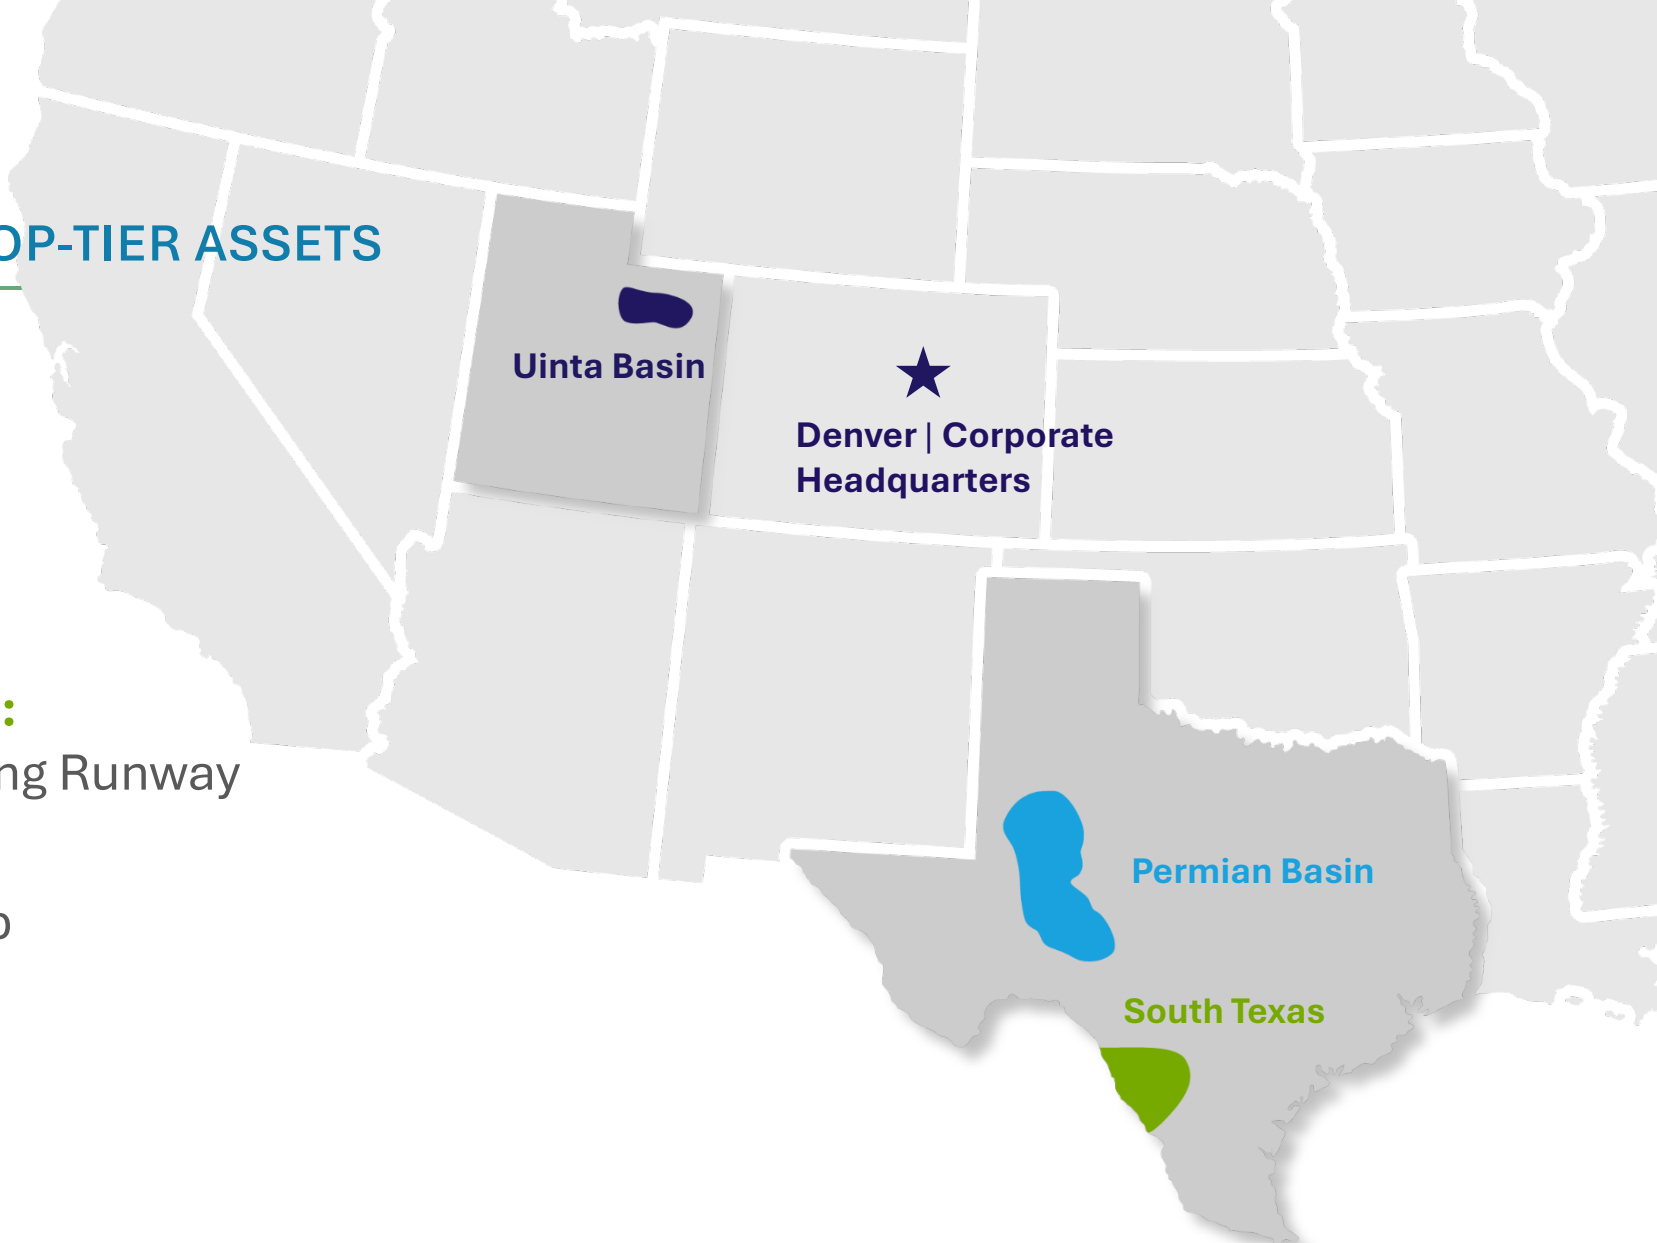 OP-TIER ASSETS
Uinta Basin
Denver | Corporate
Headquarters
:
ng Runway
Permian Basin
South Texas